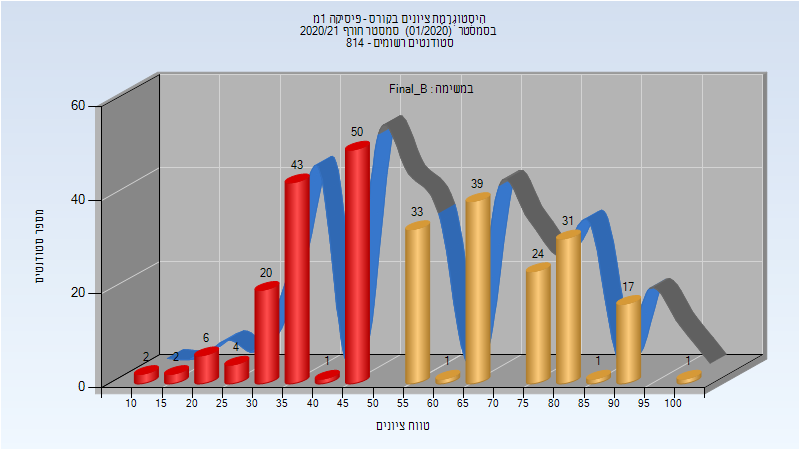 היסטוגרמת ציונים בקורס - פיסיקה 1מ
בסמסטר (01/2020) סמסטר חורף 2020/21
סטודנטים רשומים - 814
במשימה : Final_B
מספר סטודנטים
60
40
20
0
2 2 6 4 20 43 1 50 33 1 39 24 31 1 17 1
10 15 20 25 30 35 40 45 50 55 60 65 70 75 80 85 90 95 100
טווח ציונים